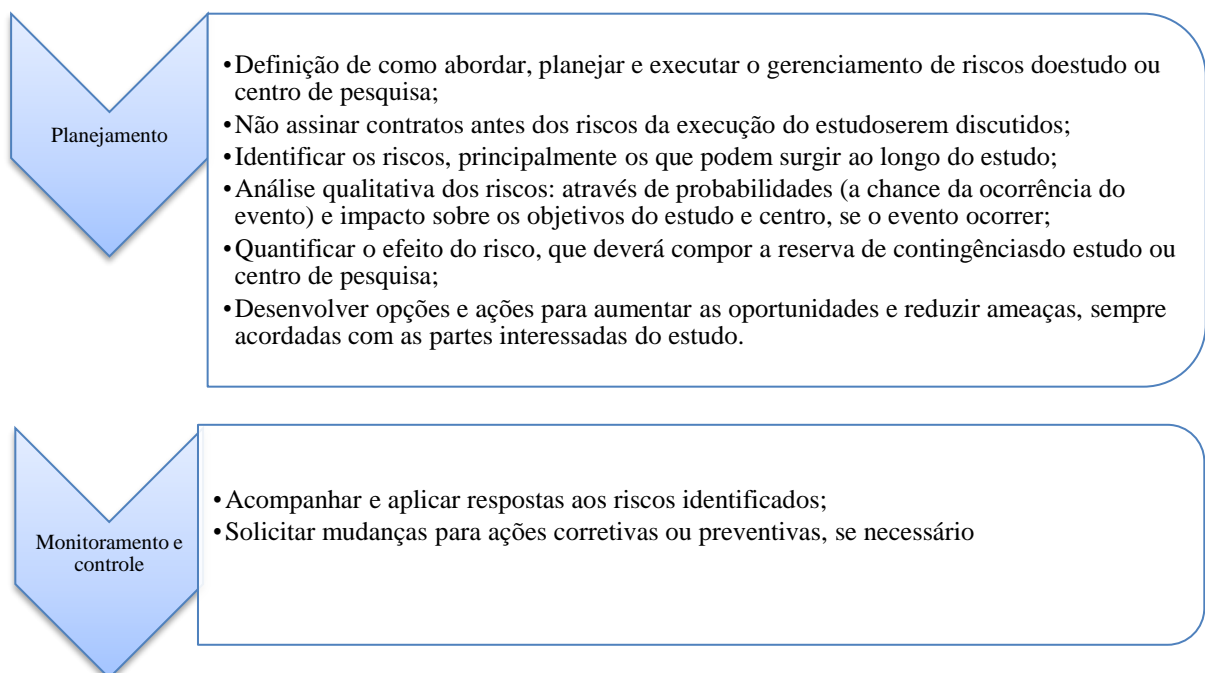 Planejamento
•Definição de como abordar, planejar e executar o gerenciamento de riscos doestudo ou
centro de pesquisa;
•Não assinar contratos antes dos riscos da execução do estudoserem discutidos;
•Identificar os riscos, principalmente os que podem surgir ao longo do estudo;
•Análise qualitativa dos riscos: através de probabilidades (a chance da ocorrência do
evento) e impacto sobre os objetivos do estudo e centro, se o evento ocorrer;
•Quantificar o efeito do risco, que deverá compor a reserva de contingênciasdo estudo ou
centro de pesquisa;
•Desenvolver opções e ações para aumentar as oportunidades e reduzir ameaças, sempre
acordadas com as partes interessadas do estudo.
Monitoramento e
controle
•Acompanhar e aplicar respostas aos riscos identificados;
•Solicitar mudanças para ações corretivas ou preventivas, se necessário